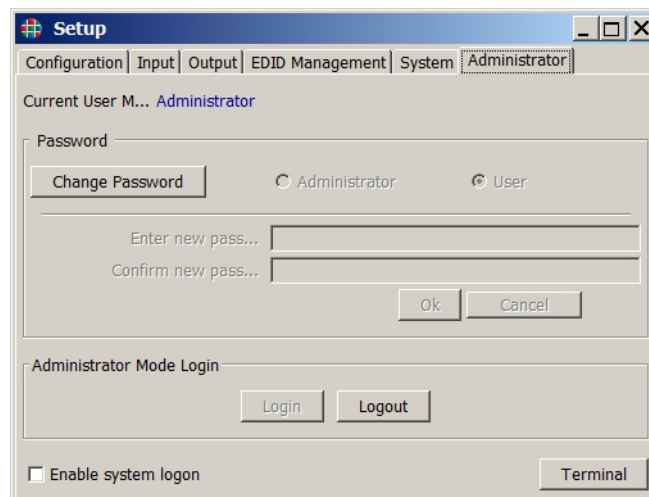 Setup
Configuration Input Output EDID Management System Administrator
Current User M... Administrator
Password
Change Password Administrator User
Enter new pass...
Confirm new pass...
Ok Cancel
Administrator Mode Login
Login Logout
Enable system logon Terminal